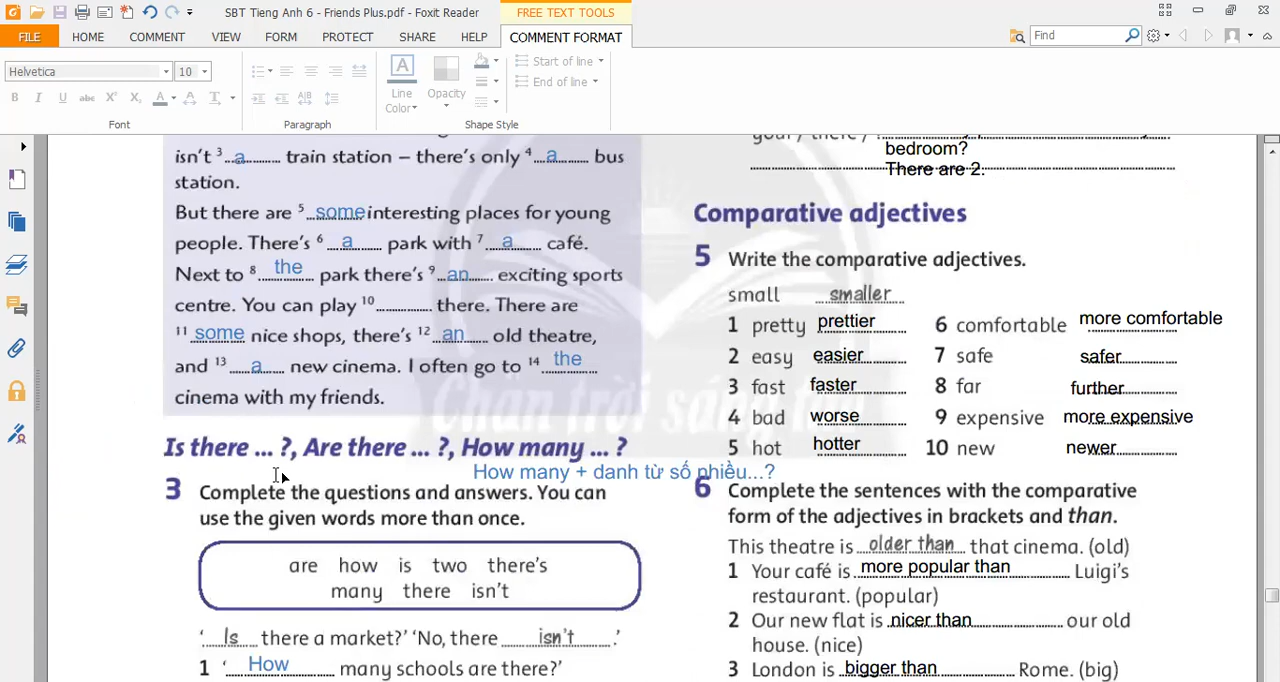 SBT Tieng Anh 6 - Friends Plus.pdf - Foxit Reader
FREE TEXT TOOLS
FILE HOME COMMENT VIEW FORM PROTECT SHARE HELP COMMENT FORMAT
Find
Helvetica 10
Start of line
End of line
B I U abc X² X₂ A A T
Line Color
Opacity
Font
Paragraph
Shape Style
isn't ³ a train station – there's only ⁴ a bus
station.
But there are ⁵ some interesting places for young
people. There's ⁶ a park with ⁷ a café.
Next to ⁸ the park there's ⁹ an exciting sports
centre. You can play ¹⁰ ............ there. There are
¹¹ some nice shops, there's ¹² an old theatre,
and ¹³ a new cinema. I often go to ¹⁴ the
cinema with my friends.
Is there ... ?, Are there ... ?, How many ... ?
How many + danh từ số nhiều...?
3 Complete the questions and answers. You can
use the given words more than once.
are how is two there's
many there isn't
' Is there a market?' 'No, there isn't .'
1 ' How many schools are there?'
your / there /
bedroom?
There are 2.
Comparative adjectives
5 Write the comparative adjectives.
small smaller
1 pretty prettier 6 comfortable more comfortable
2 easy easier 7 safe safer
3 fast faster 8 far further
4 bad worse 9 expensive more expensive
5 hot hotter 10 new newer
6 Complete the sentences with the comparative
form of the adjectives in brackets and than.
This theatre is older than that cinema. (old)
1 Your café is more popular than Luigi's
restaurant. (popular)
2 Our new flat is nicer than our old
house. (nice)
3 London is bigger than Rome. (big)
Chân trời sáng tạo